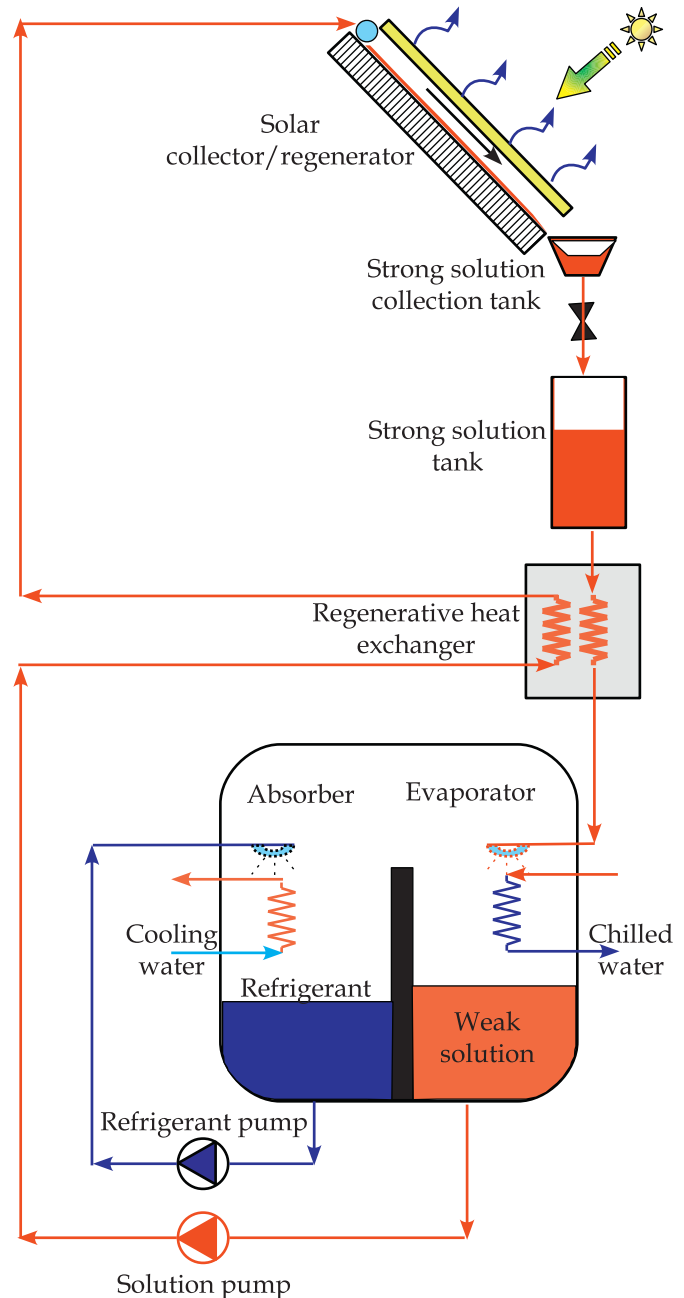 Solar
collector/regenerator
Strong solution
collection tank
Strong solution
tank
Regenerative heat
exchanger
Absorber
Evaporator
Cooling
water
Chilled
water
Refrigerant
Weak
solution
Refrigerant pump
Solution pump